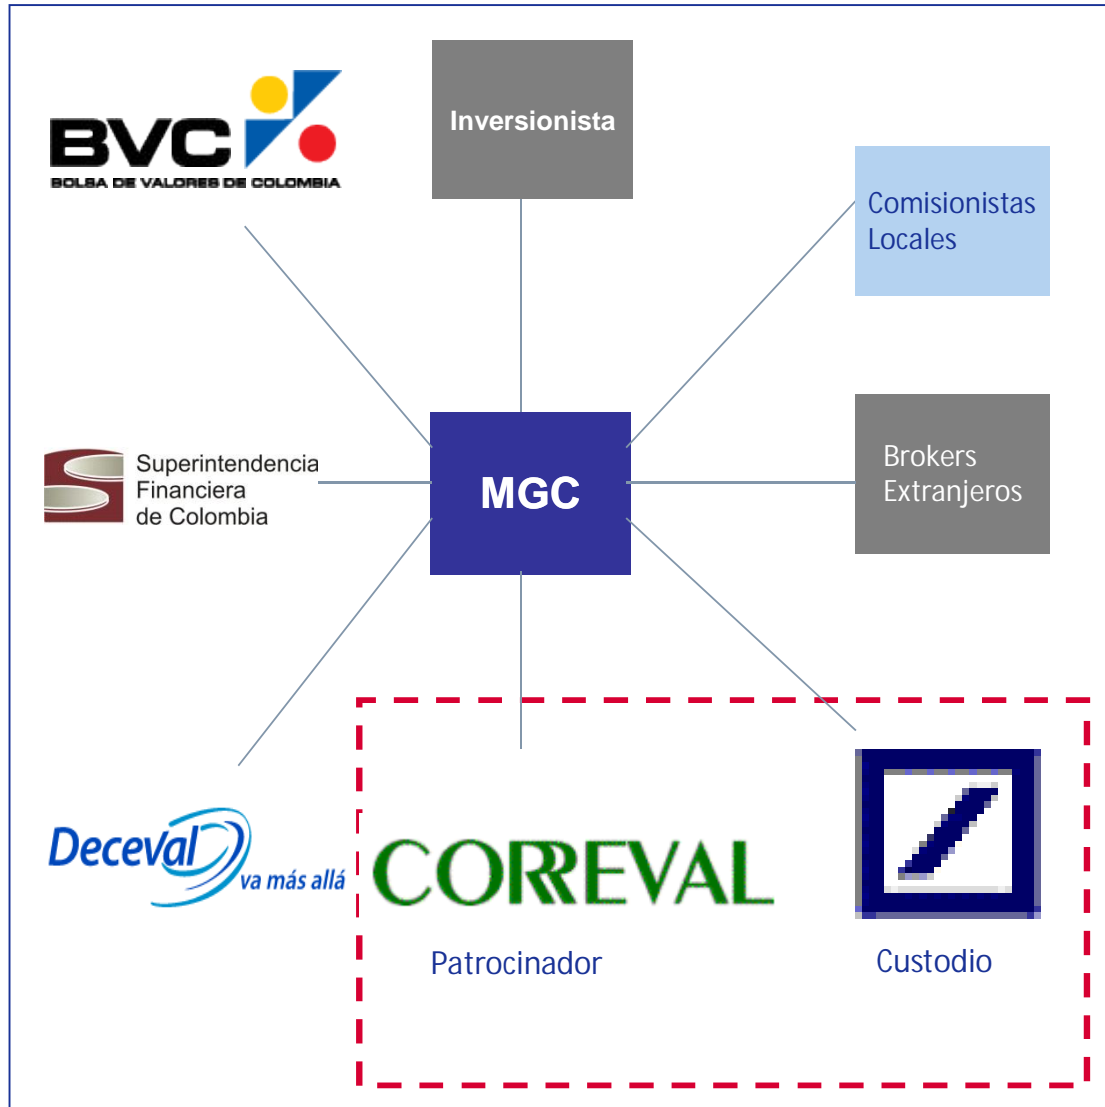 BVC
BOLSA DE VALORES DE COLOMBIA
Inversionista
Comisionistas
Locales
Superintendencia
Financiera
de Colombia
MGC
Brokers
Extranjeros
Deceval
va más allá
CORREVAL
Patrocinador
Custodio